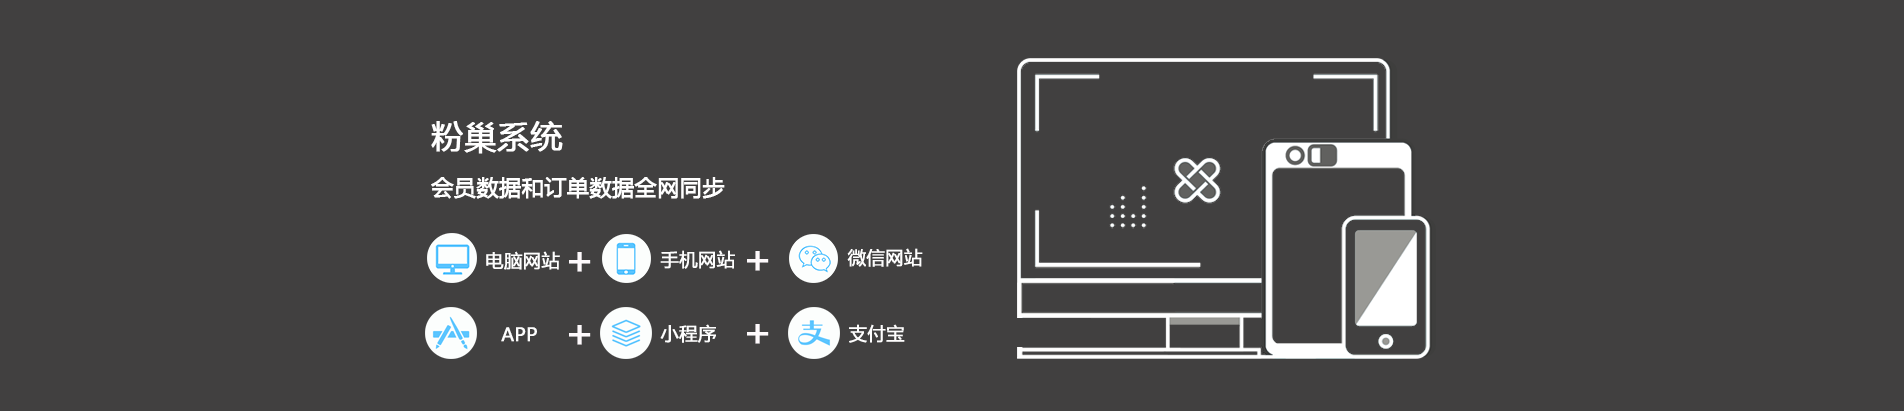 粉巢系统
会员数据和订单数据全网同步
电脑网站 + 手机网站 + 微信网站
APP + 小程序 + 支付宝